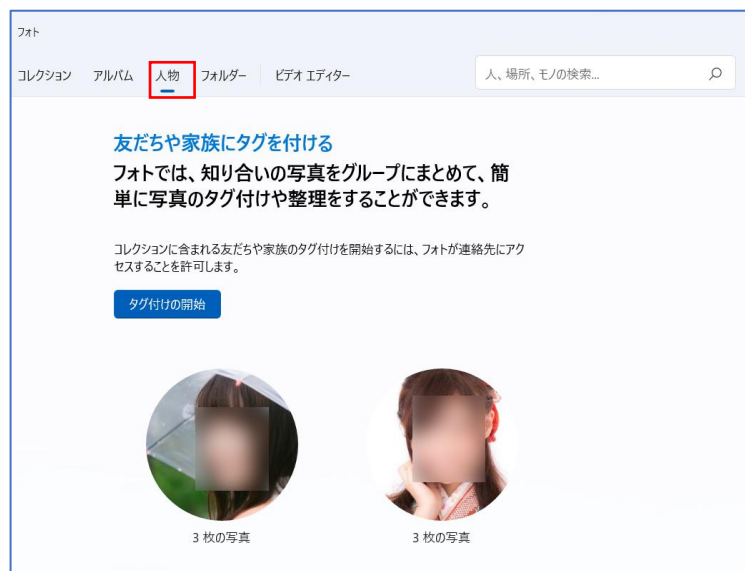 フォト
コレクション アルバム 人物 フォルダー ビデオ エディター 人、場所、モノの検索...
友だちや家族にタグを付ける
フォトでは、知り合いの写真をグループにまとめて、簡
単に写真のタグ付けや整理をすることができます。
コレクションに含まれる友だちや家族のタグ付けを開始するには、フォトが連絡先にアク
セスすることを許可します。
タグ付けの開始
3 枚の写真 3 枚の写真